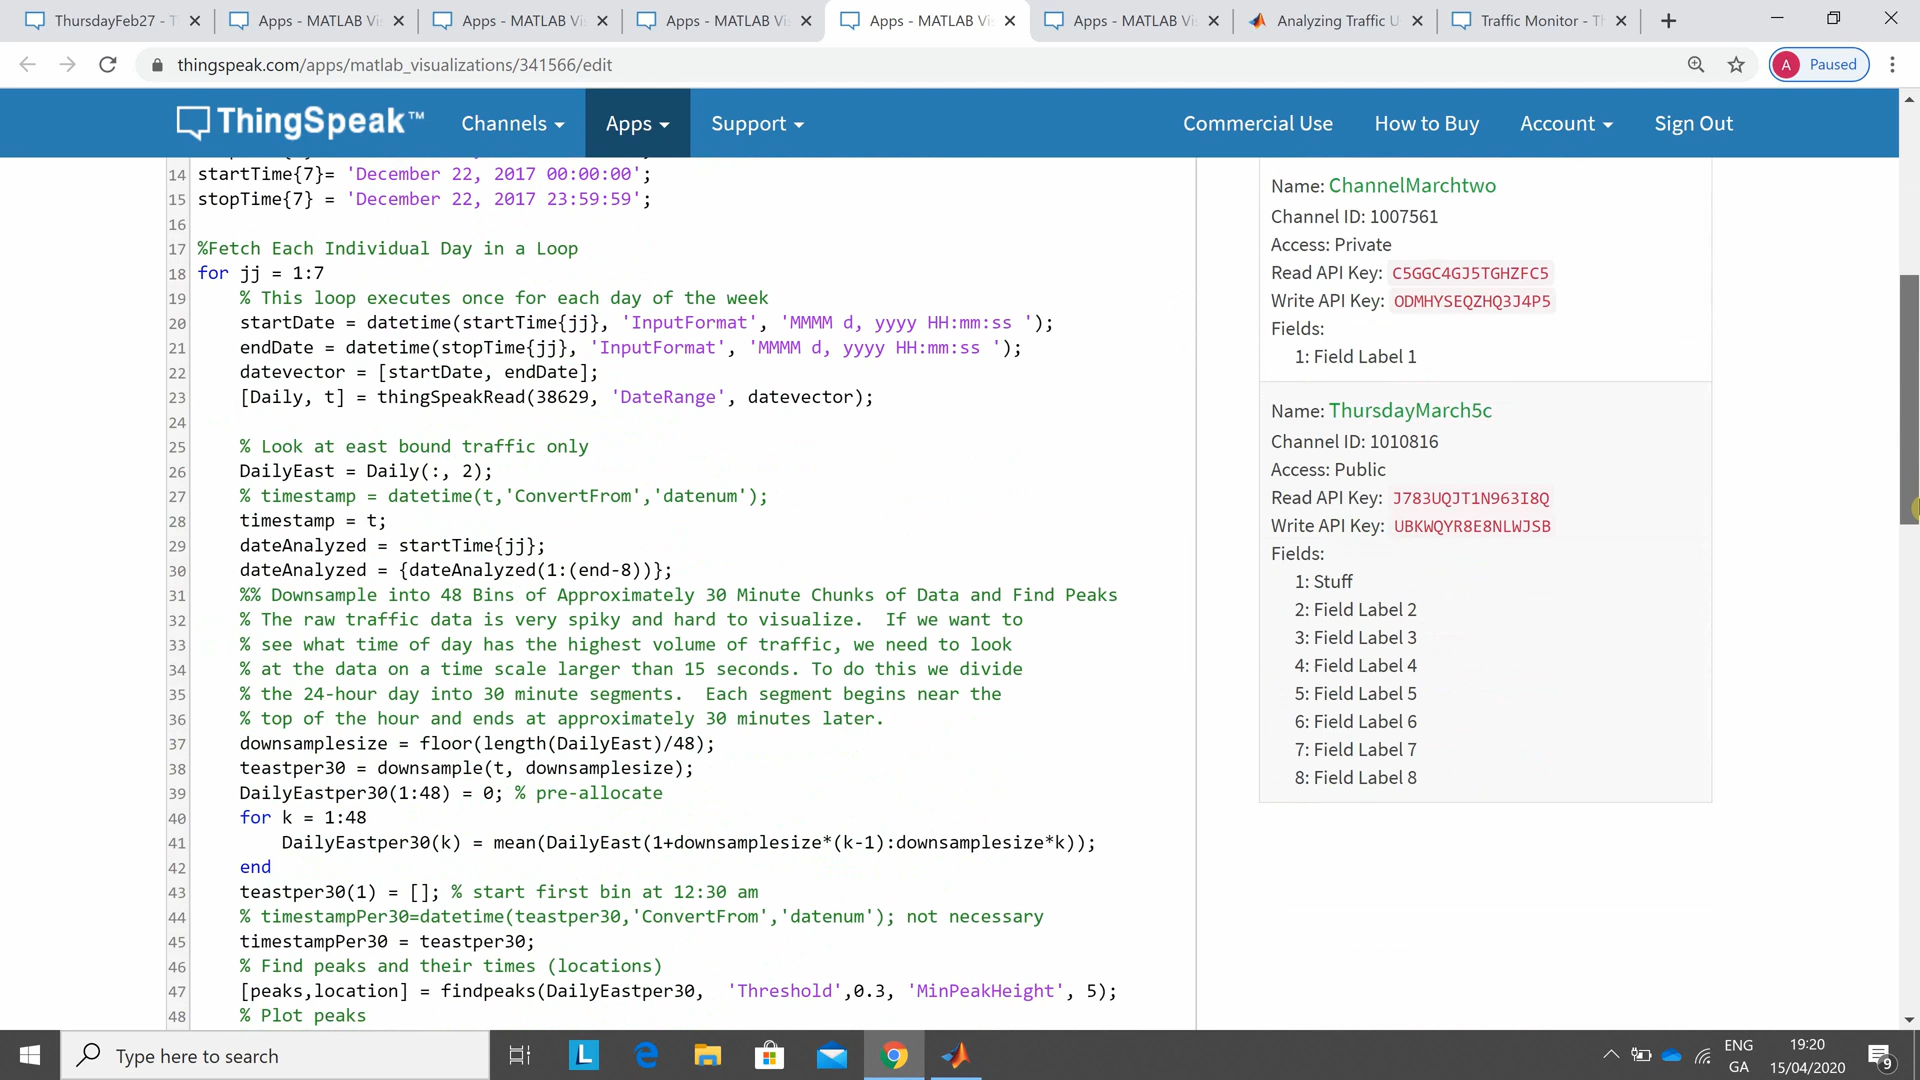 ThursdayFeb27 - T
Apps - MATLAB Vi
Apps - MATLAB Vi
Apps - MATLAB Vi
Apps - MATLAB Vi
Apps - MATLAB Vi
Analyzing Traffic U
Traffic Monitor - T
thingspeak.com/apps/matlab_visualizations/341566/edit
A Paused
ThingSpeak™
Channels
Apps
Support
Commercial Use
How to Buy
Account
Sign Out
14 startTime{7}= 'December 22, 2017 00:00:00';
15 stopTime{7} = 'December 22, 2017 23:59:59';
16
17 %Fetch Each Individual Day in a Loop
18 for jj = 1:7
19 % This loop executes once for each day of the week
20 startDate = datetime(startTime{jj}, 'InputFormat', 'MMMM d, yyyy HH:mm:ss ');
21 endDate = datetime(stopTime{jj}, 'InputFormat', 'MMMM d, yyyy HH:mm:ss ');
22 datevector = [startDate, endDate];
23 [Daily, t] = thingSpeakRead(38629, 'DateRange', datevector);
24
25 % Look at east bound traffic only
26 DailyEast = Daily(:, 2);
27 % timestamp = datetime(t,'ConvertFrom','datenum');
28 timestamp = t;
29 dateAnalyzed = startTime{jj};
30 dateAnalyzed = {dateAnalyzed(1:(end-8))};
31 %% Downsample into 48 Bins of Approximately 30 Minute Chunks of Data and Find Peaks
32 % The raw traffic data is very spiky and hard to visualize.  If we want to
33 % see what time of day has the highest volume of traffic, we need to look
34 % at the data on a time scale larger than 15 seconds. To do this we divide
35 % the 24-hour day into 30 minute segments.  Each segment begins near the
36 % top of the hour and ends at approximately 30 minutes later.
37 downsamplesize = floor(length(DailyEast)/48);
38 teastper30 = downsample(t, downsamplesize);
39 DailyEastper30(1:48) = 0; % pre-allocate
40 for k = 1:48
41 DailyEastper30(k) = mean(DailyEast(1+downsamplesize*(k-1):downsamplesize*k));
42 end
43 teastper30(1) = []; % start first bin at 12:30 am
44 % timestampPer30=datetime(teastper30,'ConvertFrom','datenum'); not necessary
45 timestampPer30 = teastper30;
46 % Find peaks and their times (locations)
47 [peaks,location] = findpeaks(DailyEastper30,  'Threshold',0.3, 'MinPeakHeight', 5);
48 % Plot peaks
Name: ChannelMarchtwo
Channel ID: 1007561
Access: Private
Read API Key: C5GGC4GJ5TGHZFC5
Write API Key: ODMHYSEQZHQ3J4P5
Fields:
1: Field Label 1
Name: ThursdayMarch5c
Channel ID: 1010816
Access: Public
Read API Key: J783UQJT1N963I8Q
Write API Key: UBKWQYR8E8NLWJSB
Fields:
1: Stuff
2: Field Label 2
3: Field Label 3
4: Field Label 4
5: Field Label 5
6: Field Label 6
7: Field Label 7
8: Field Label 8
Type here to search
L
ENG
GA
19:20
15/04/2020
9